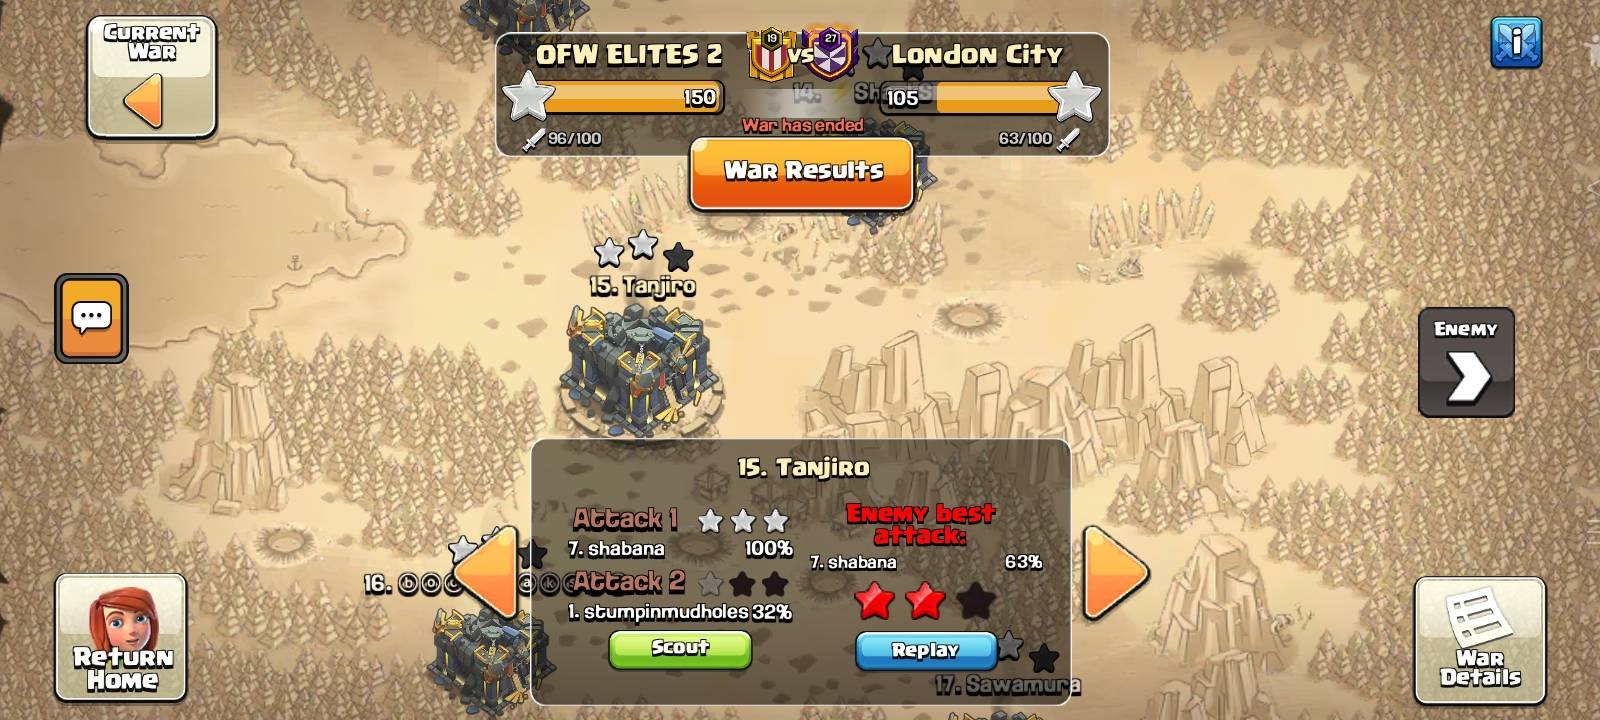 Current
War
OFW ELITES 2
19
vs
27
London City
150
14.
105
War has ended
96/100
63/100
War Results
15. Tanjiro
Enemy
15. Tanjiro
Attack 1
7. shabana
100%
Attack 2
1. stumpinmudholes 32%
Scout
Enemy best
attack:
7. shabana
63%
Replay
16.
17. Sawamura
Return
Home
War
Details